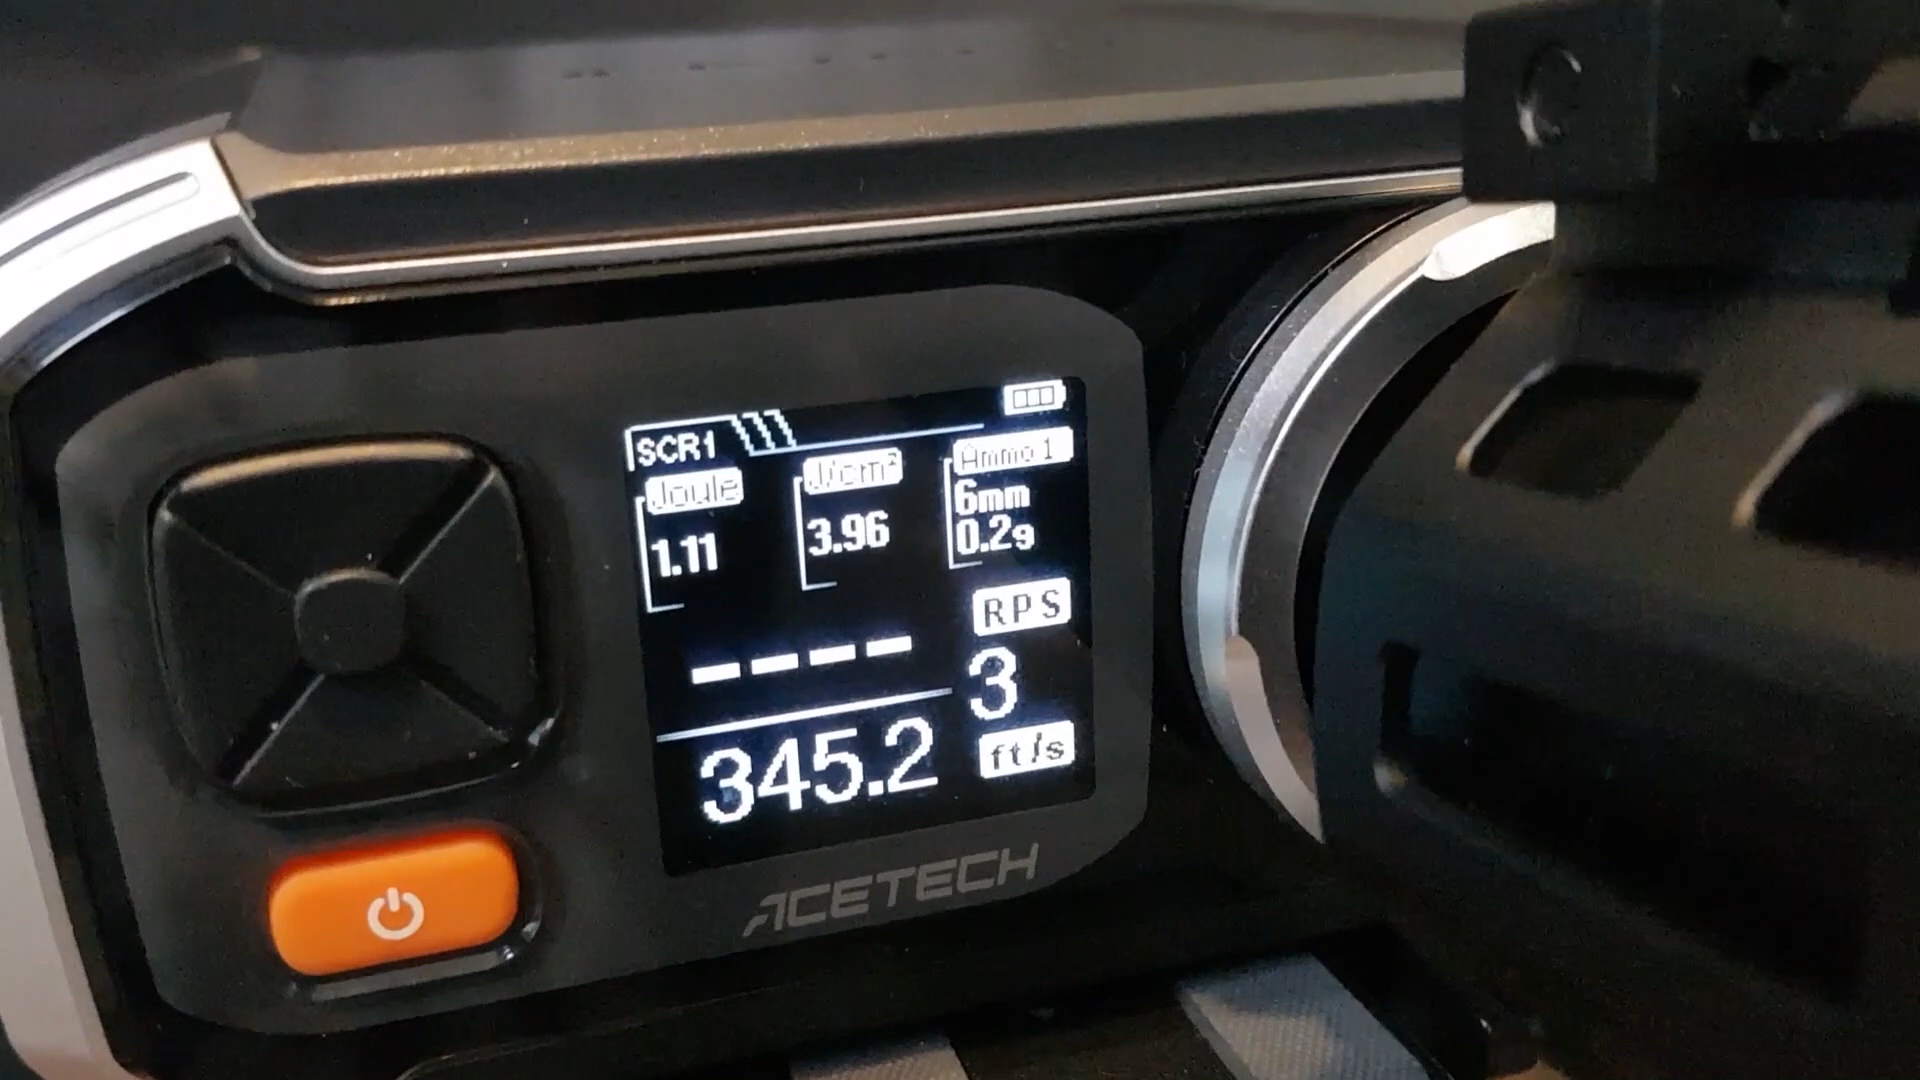 SCR1
Joule
J/cm²
Ammo 1
1.11
3.96
6mm
0.2g
RPS
3
----
345.2
ft/s
ACETECH